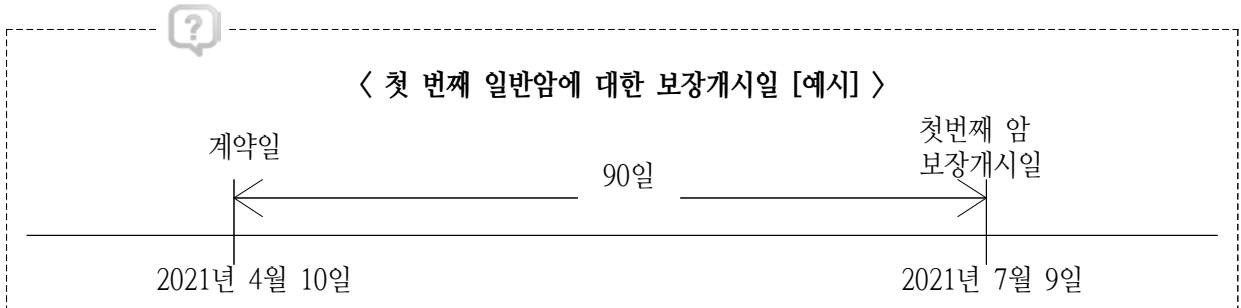 ?
< 첫 번째 일반암에 대한 보장개시일 [예시] >
계약일
90일
첫번째 암
보장개시일
2021년 4월 10일
2021년 7월 9일